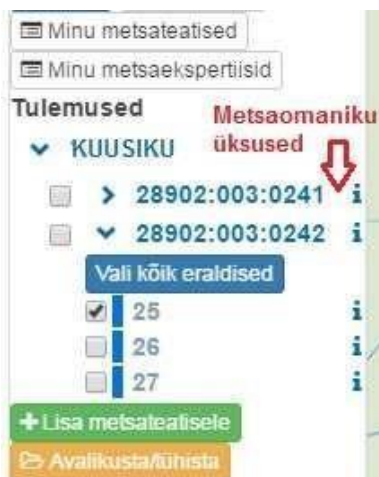 Minu metsateatised
Minu metsaekspertiisid
Tulemused
Metsaomaniku
üksused
KUUSIKU
28902:003:0241 i
28902:003:0242 i
Vali kõik eraldised
25 i
26 i
27 i
+ Lisa metsateatisele
Avalikusta/tühista